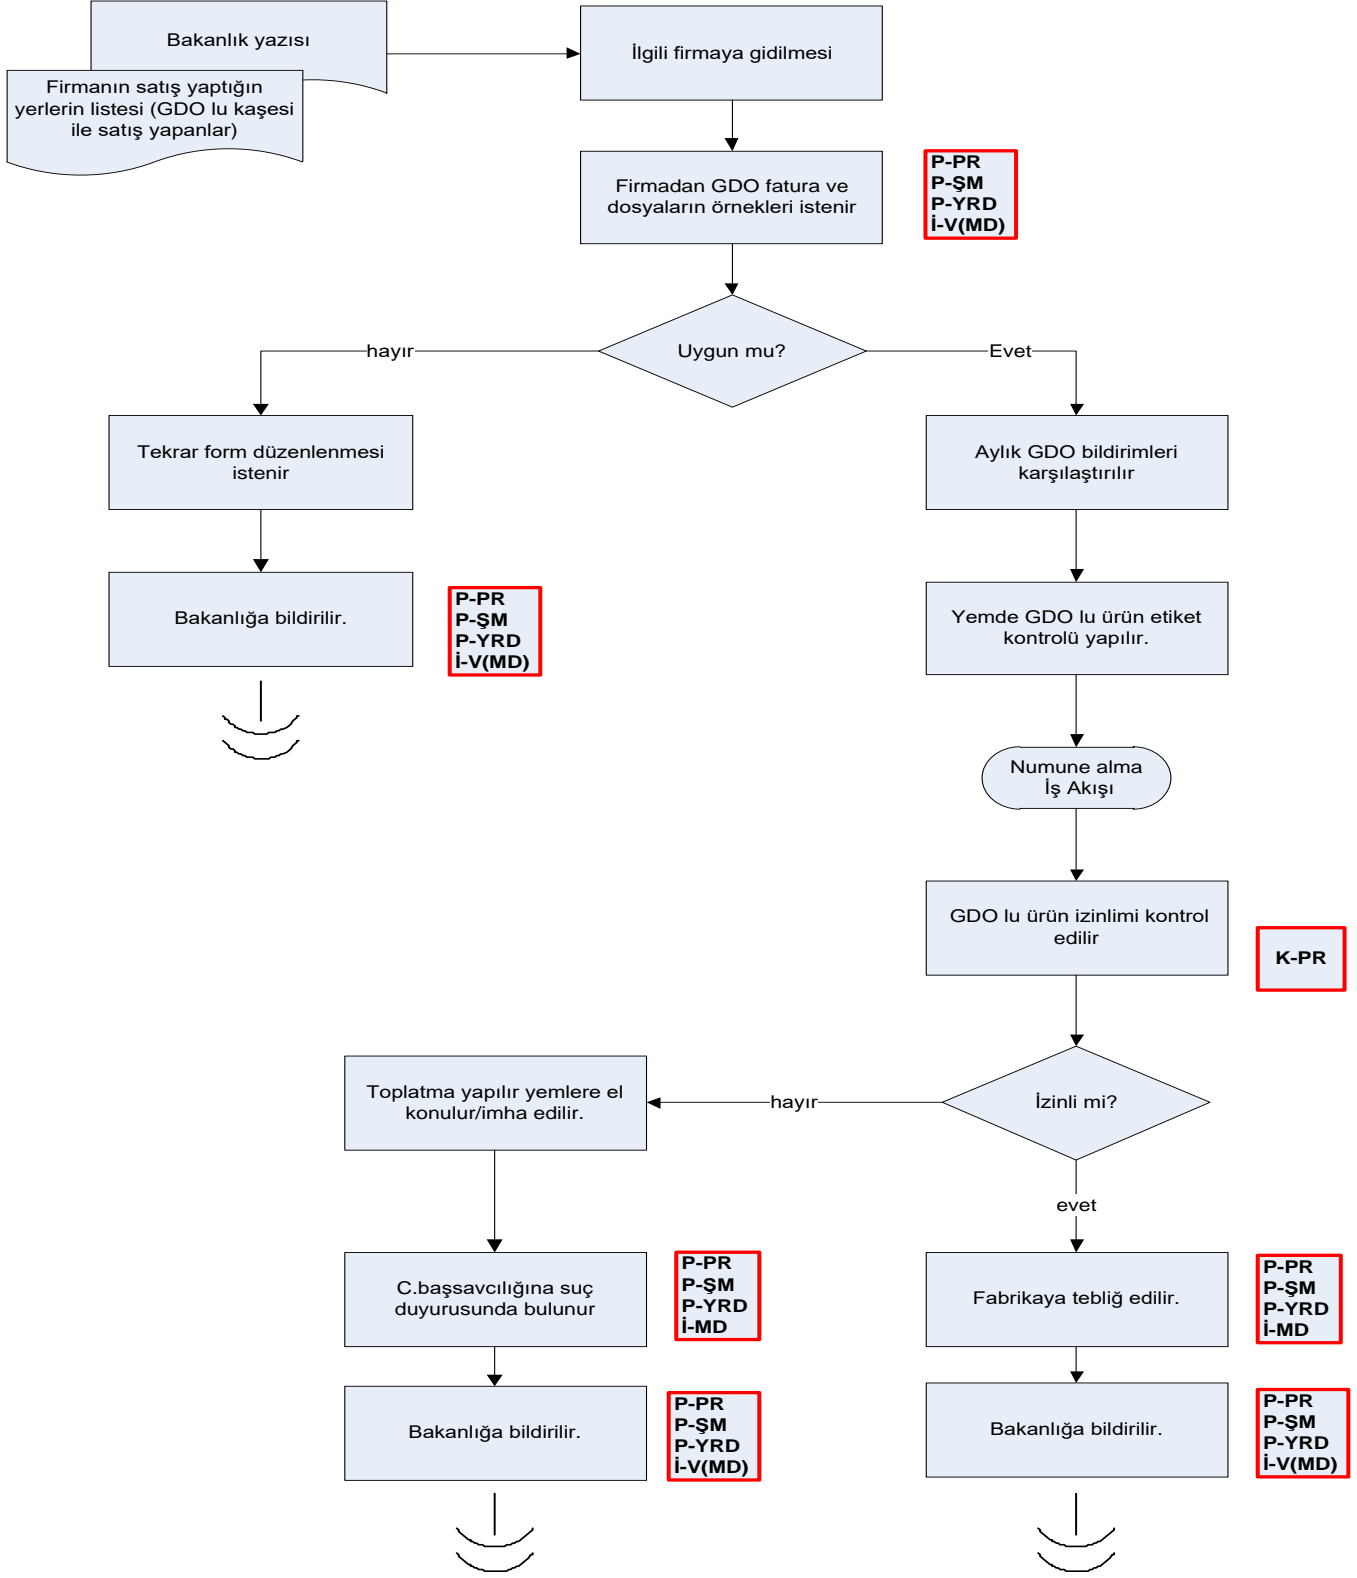 Bakanlık yazısı
Firmanın satış yaptığın
yerlerin listesi (GDO lu kaşesi
ile satış yapanlar)
İlgili firmaya gidilmesi
Firmadan GDO fatura ve
dosyaların örnekleri istenir
P-PR
P-ŞM
P-YRD
İ-V(MD)
Uygun mu?
hayır
Evet
Tekrar form düzenlenmesi
istenir
Aylık GDO bildirimleri
karşılaştırılır
Bakanlığa bildirilir.
P-PR
P-ŞM
P-YRD
İ-V(MD)
Yemde GDO lu ürün etiket
kontrolü yapılır.
Numune alma
İş Akışı
GDO lu ürün izinlimi kontrol
edilir
K-PR
İzinli mi?
hayır
evet
Toplatma yapılır yemlere el
konulur/imha edilir.
C.başsavcılığına suç
duyurusunda bulunur
P-PR
P-ŞM
P-YRD
İ-MD
Fabrikaya tebliğ edilir.
P-PR
P-ŞM
P-YRD
İ-MD
Bakanlığa bildirilir.
P-PR
P-ŞM
P-YRD
İ-V(MD)
Bakanlığa bildirilir.
P-PR
P-ŞM
P-YRD
İ-V(MD)